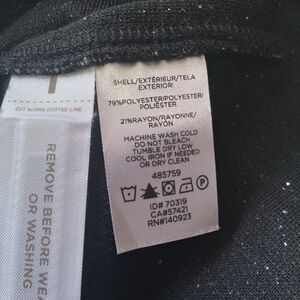 CUT ALONG DOTTED LINE
REMOVE BEFORE WEA
OR WASHING
SHELL/EXTÉRIEUR/TELA
EXTERIOR:
79%POLYESTER/POLYESTER/
POLIÉSTER
21%RAYON/RAYONNE/
RAYÓN
MACHINE WASH COLD
DO NOT BLEACH
TUMBLE DRY LOW
COOL IRON IF NEEDED
OR DRY CLEAN
485759
ID# 70319
CA#57421
RN#140923